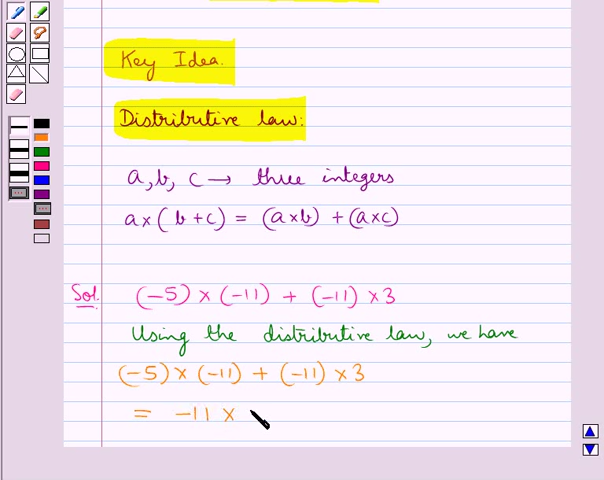 Key Idea.
Distributive law:
a, b, c → three integers
a×( b+c) = (a×b) +(a×c)
Sol. (−5) × (−11) + (−11) ×3
Using the distributive law, we have
(−5) × (−11) + (−11) ×3
= −11 ×